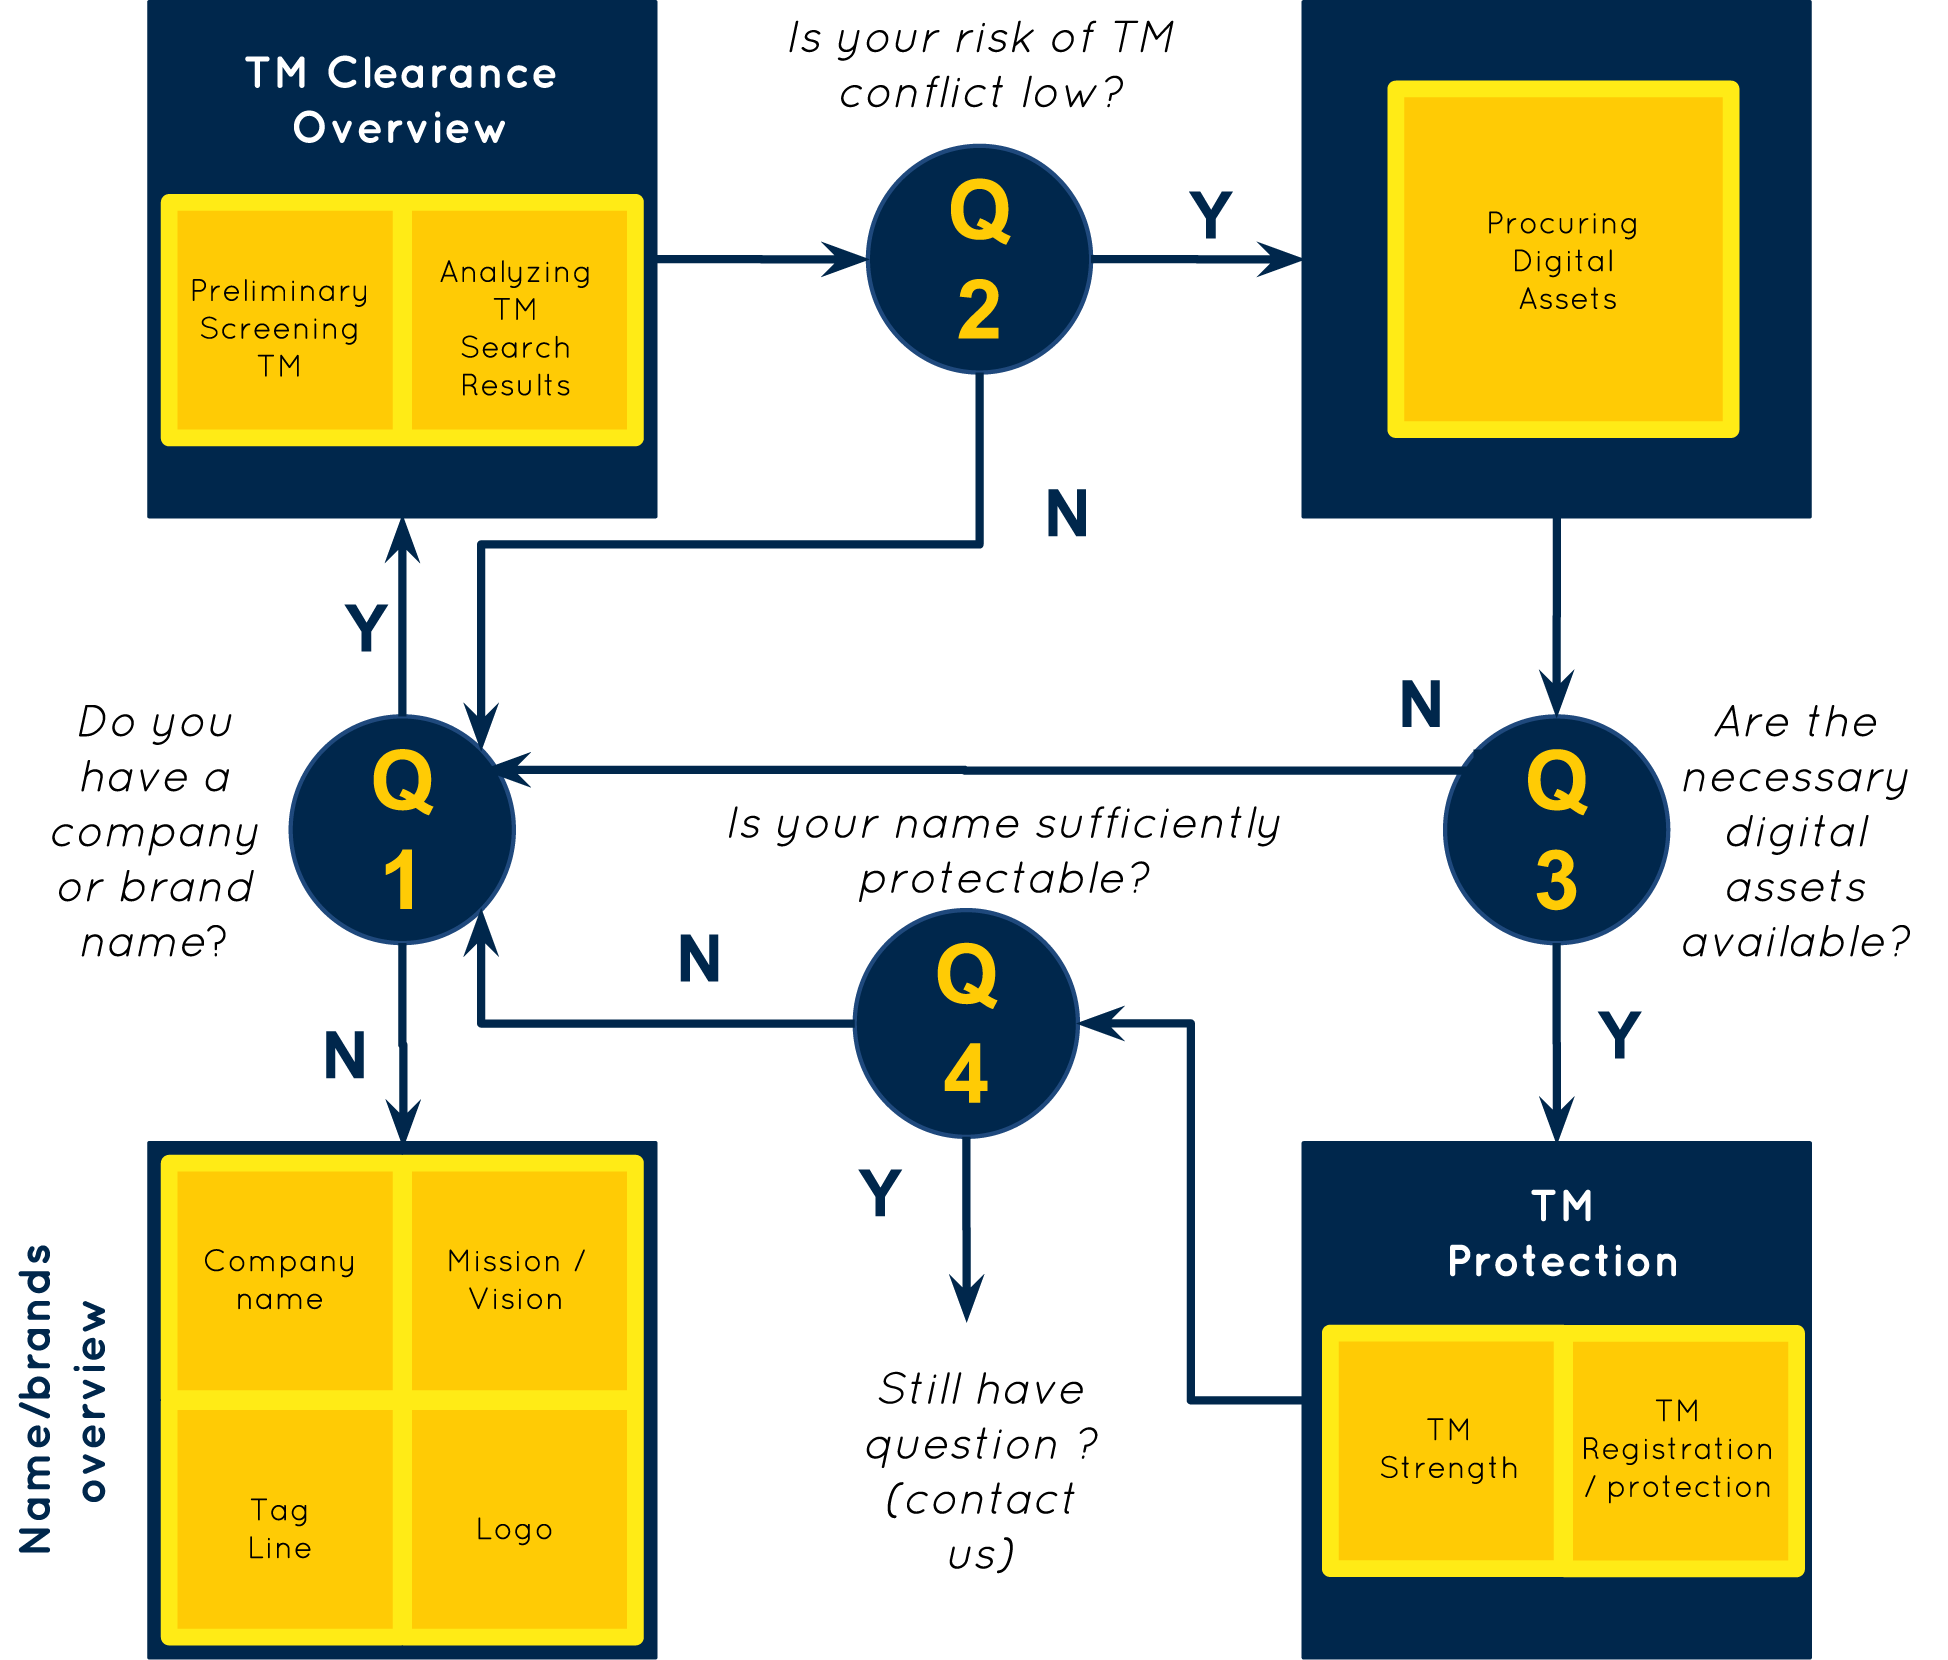 TM Clearance
Overview
Preliminary
Screening
TM
Analyzing
TM
Search
Results
Is your risk of TM
conflict low?
Q
2
Y
N
Procuring
Digital
Assets
Y
Do you
have a
company
or brand
name?
Q
1
N
N
Q
3
Are the
necessary
digital
assets
available?
Y
Is your name sufficiently
protectable?
Q
4
N
Y
Still have
question ?
(contact
us)
Name/brands
overview
Company
name
Mission /
Vision
Tag
Line
Logo
TM
Protection
TM
Strength
TM
Registration
/ protection